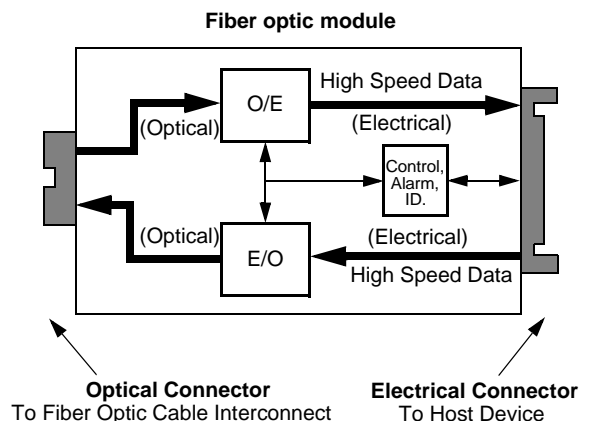 Fiber optic module
High Speed Data
O/E
(Optical)
(Electrical)
Control,
Alarm,
ID.
(Optical)
(Electrical)
E/O
High Speed Data
Optical Connector
To Fiber Optic Cable Interconnect
Electrical Connector
To Host Device